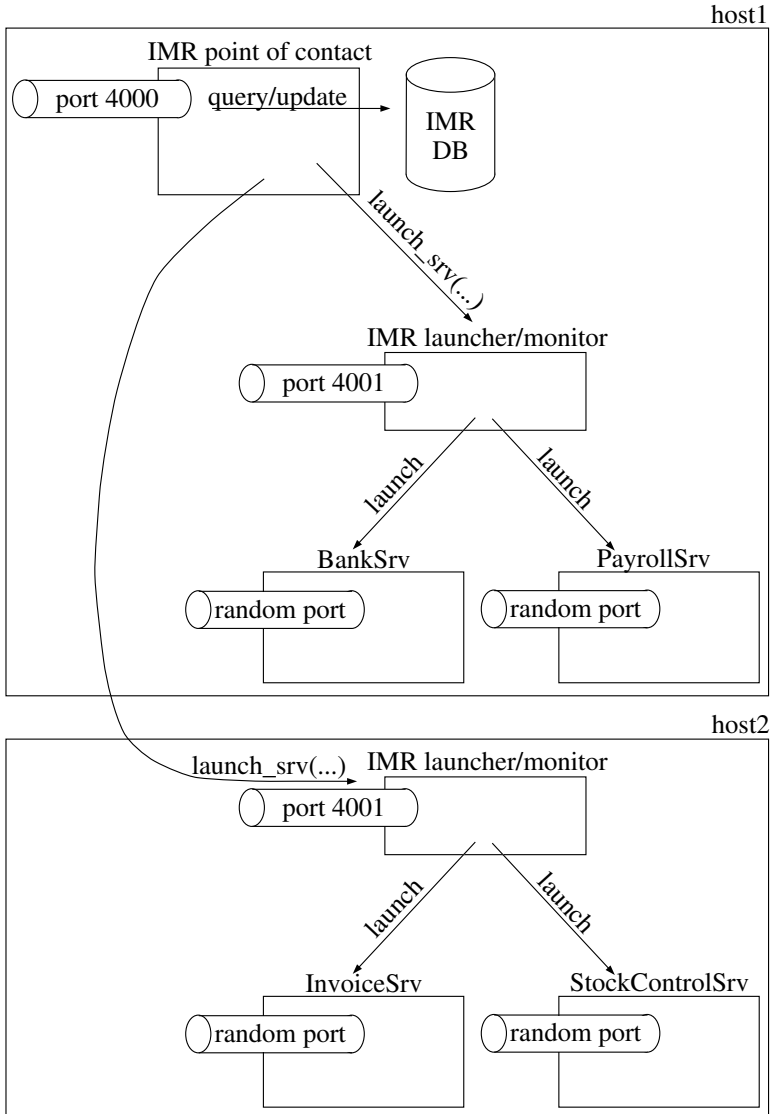 host1
IMR point of contact
port 4000
query/update
IMR
DB
launch_srv(...)
IMR launcher/monitor
port 4001
launch
launch
BankSrv
PayrollSrv
random port
random port
host2
launch_srv(...)
IMR launcher/monitor
port 4001
launch
launch
InvoiceSrv
StockControlSrv
random port
random port